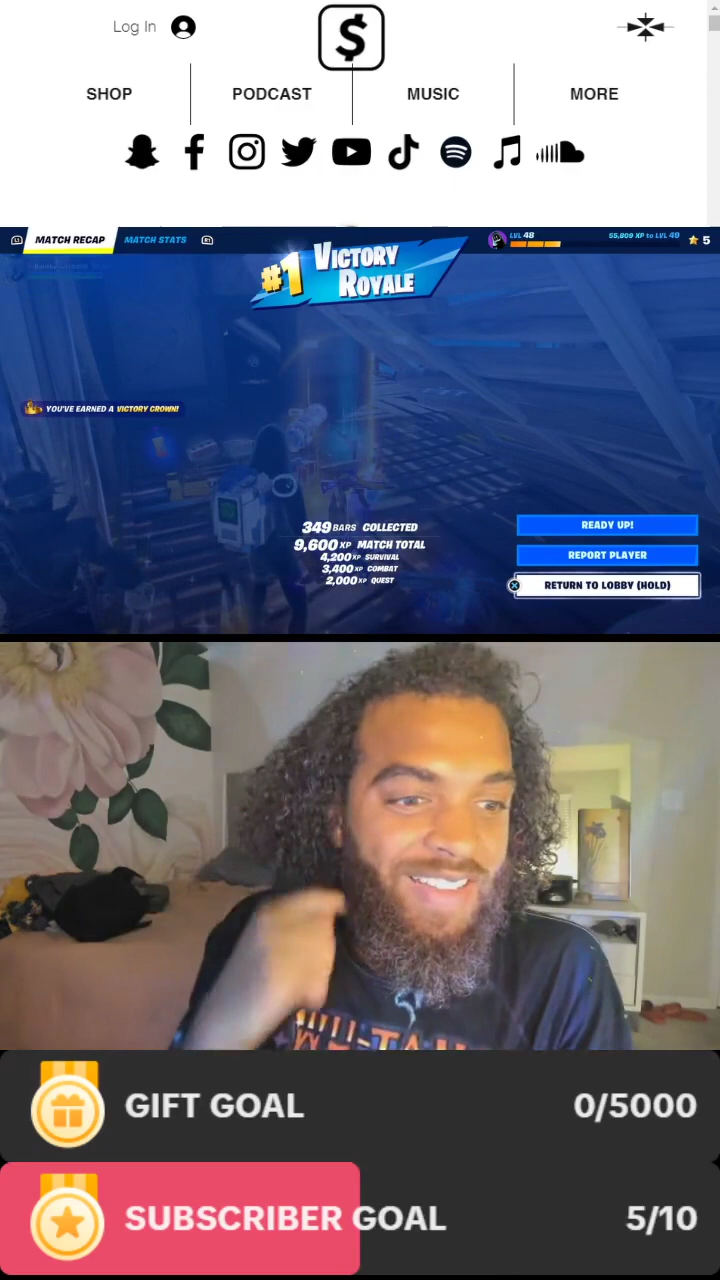 Log In
$
SHOP
PODCAST
MUSIC
MORE
MATCH RECAP
MATCH STATS
LVL 48
55,809 XP to LVL 49
5
#1 VICTORY
ROYALE
YOU'VE EARNED A VICTORY CROWN!
349 BARS COLLECTED
9,600 XP MATCH TOTAL
4,200 XP SURVIVAL
3,400 XP COMBAT
2,000 XP QUEST
READY UP!
REPORT PLAYER
RETURN TO LOBBY (HOLD)
WU-TA
GIFT GOAL
0/5000
SUBSCRIBER GOAL
5/10